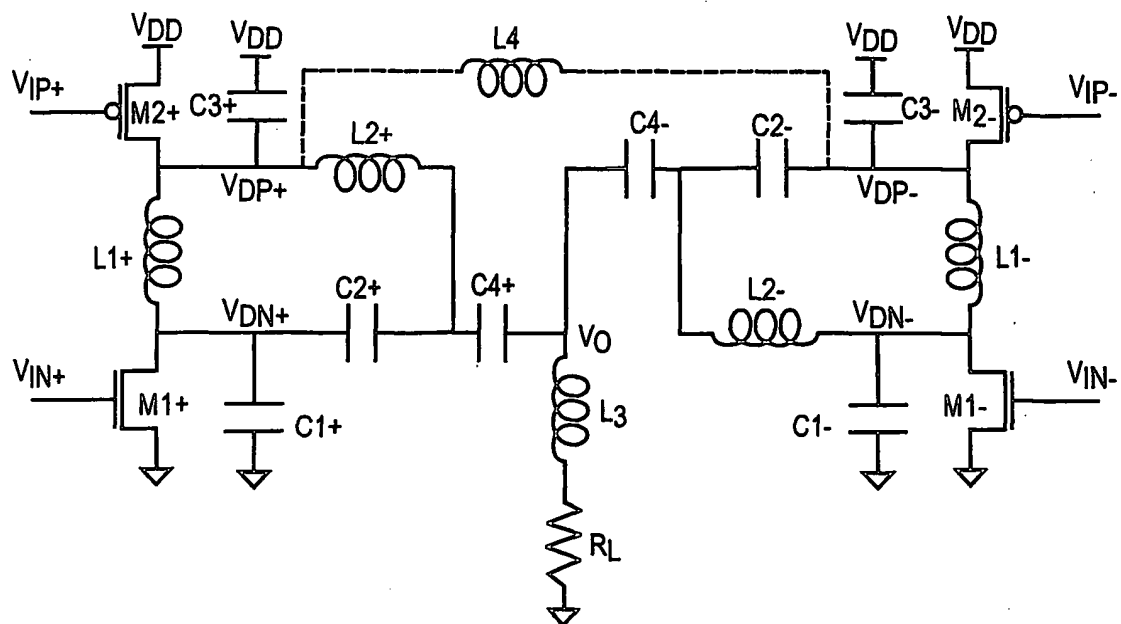 VDD
VDD
L4
VDD
VDD
VIP+
M2+
C3+
C3-
M2-
VIP-
L2+
C4-
C2-
VDP+
VDP-
L1+
L1-
C2+
C4+
L2-
VDN+
VO
VDN-
VIN+
M1+
C1+
L3
C1-
M1-
VIN-
RL